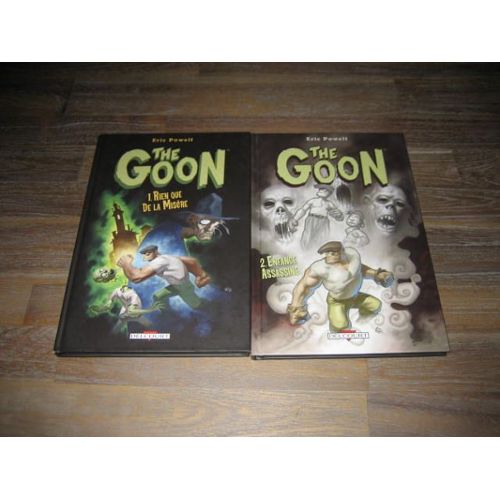 Eric Powell
THE
GOON
1. RIEN QUE
DE LA MISÈRE
DELCOURT
Eric Powell
THE
GOON
2. ENFANCE
ASSASSINE
DELCOURT